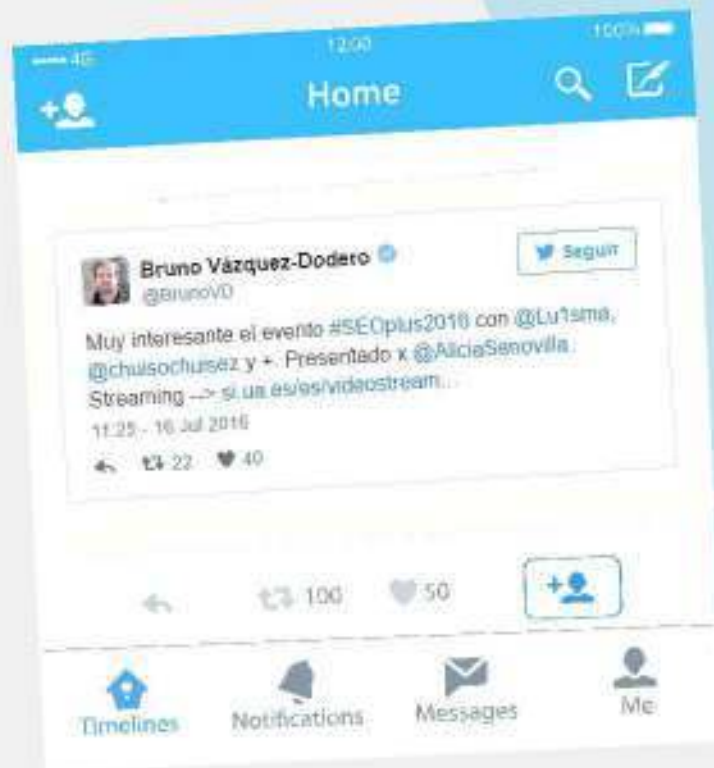 4G 12:00 100%
Home
Bruno Vázquez-Dodero
@BrunoVD
Seguir
Muy interesante el evento #SEOplus2016 con @Lu1sma,
@chuisochuisez y + Presentado x @AliciaSenovilla
Streaming --> si.ua.es/es/videostream...
11:25 - 16 Jul 2016
22 40
100 50
Timelines Notifications Messages Me